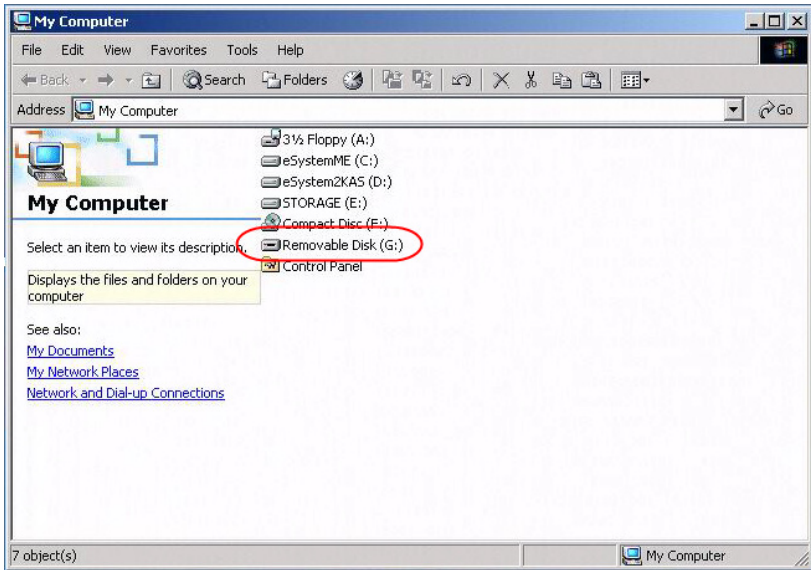 My Computer
File Edit View Favorites Tools Help
Back Search Folders
Address My Computer Go
3½ Floppy (A:)
eSystemME (C:)
eSystem2KAS (D:)
STORAGE (E:)
Compact Disc (F:)
Removable Disk (G:)
Control Panel
My Computer
Select an item to view its description.
Displays the files and folders on your
computer
See also:
My Documents
My Network Places
Network and Dial-up Connections
7 object(s) My Computer